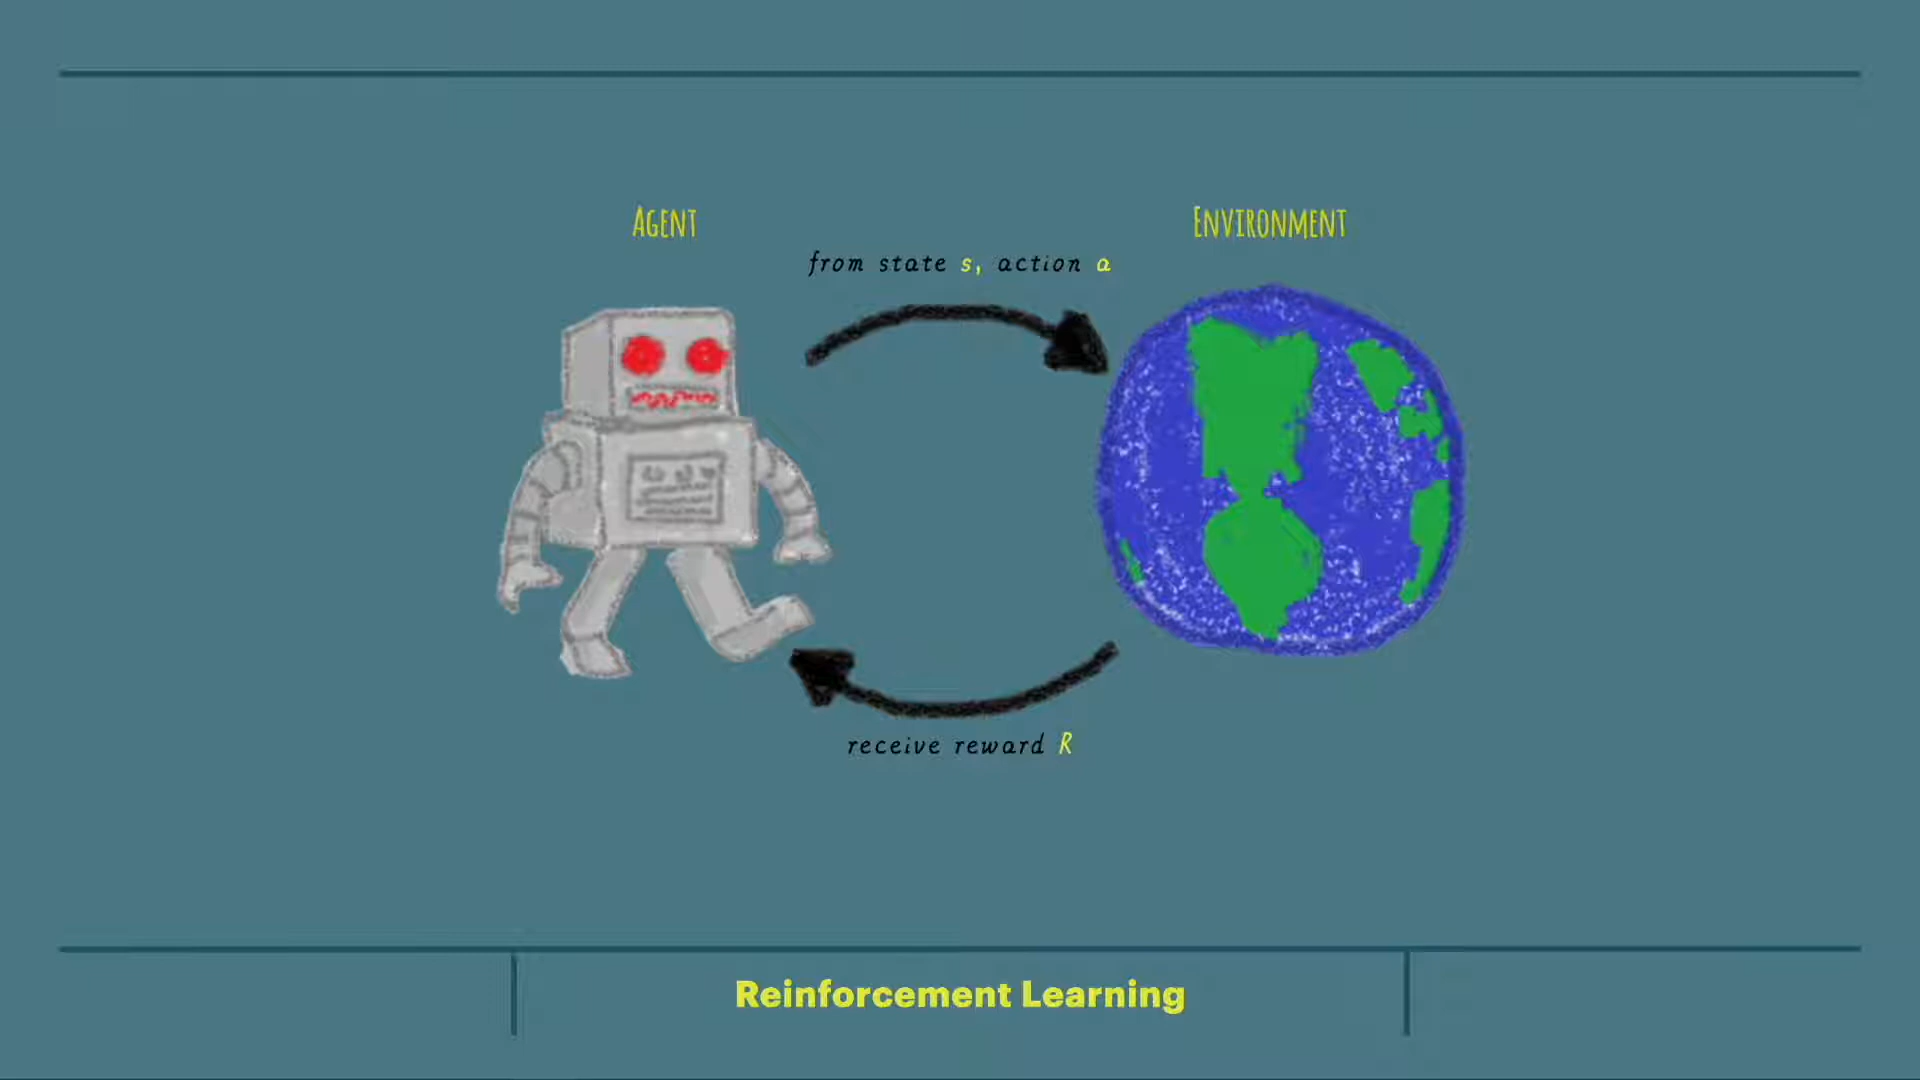 AGENT
ENVIRONMENT
from state s, action a
receive reward R
Reinforcement Learning